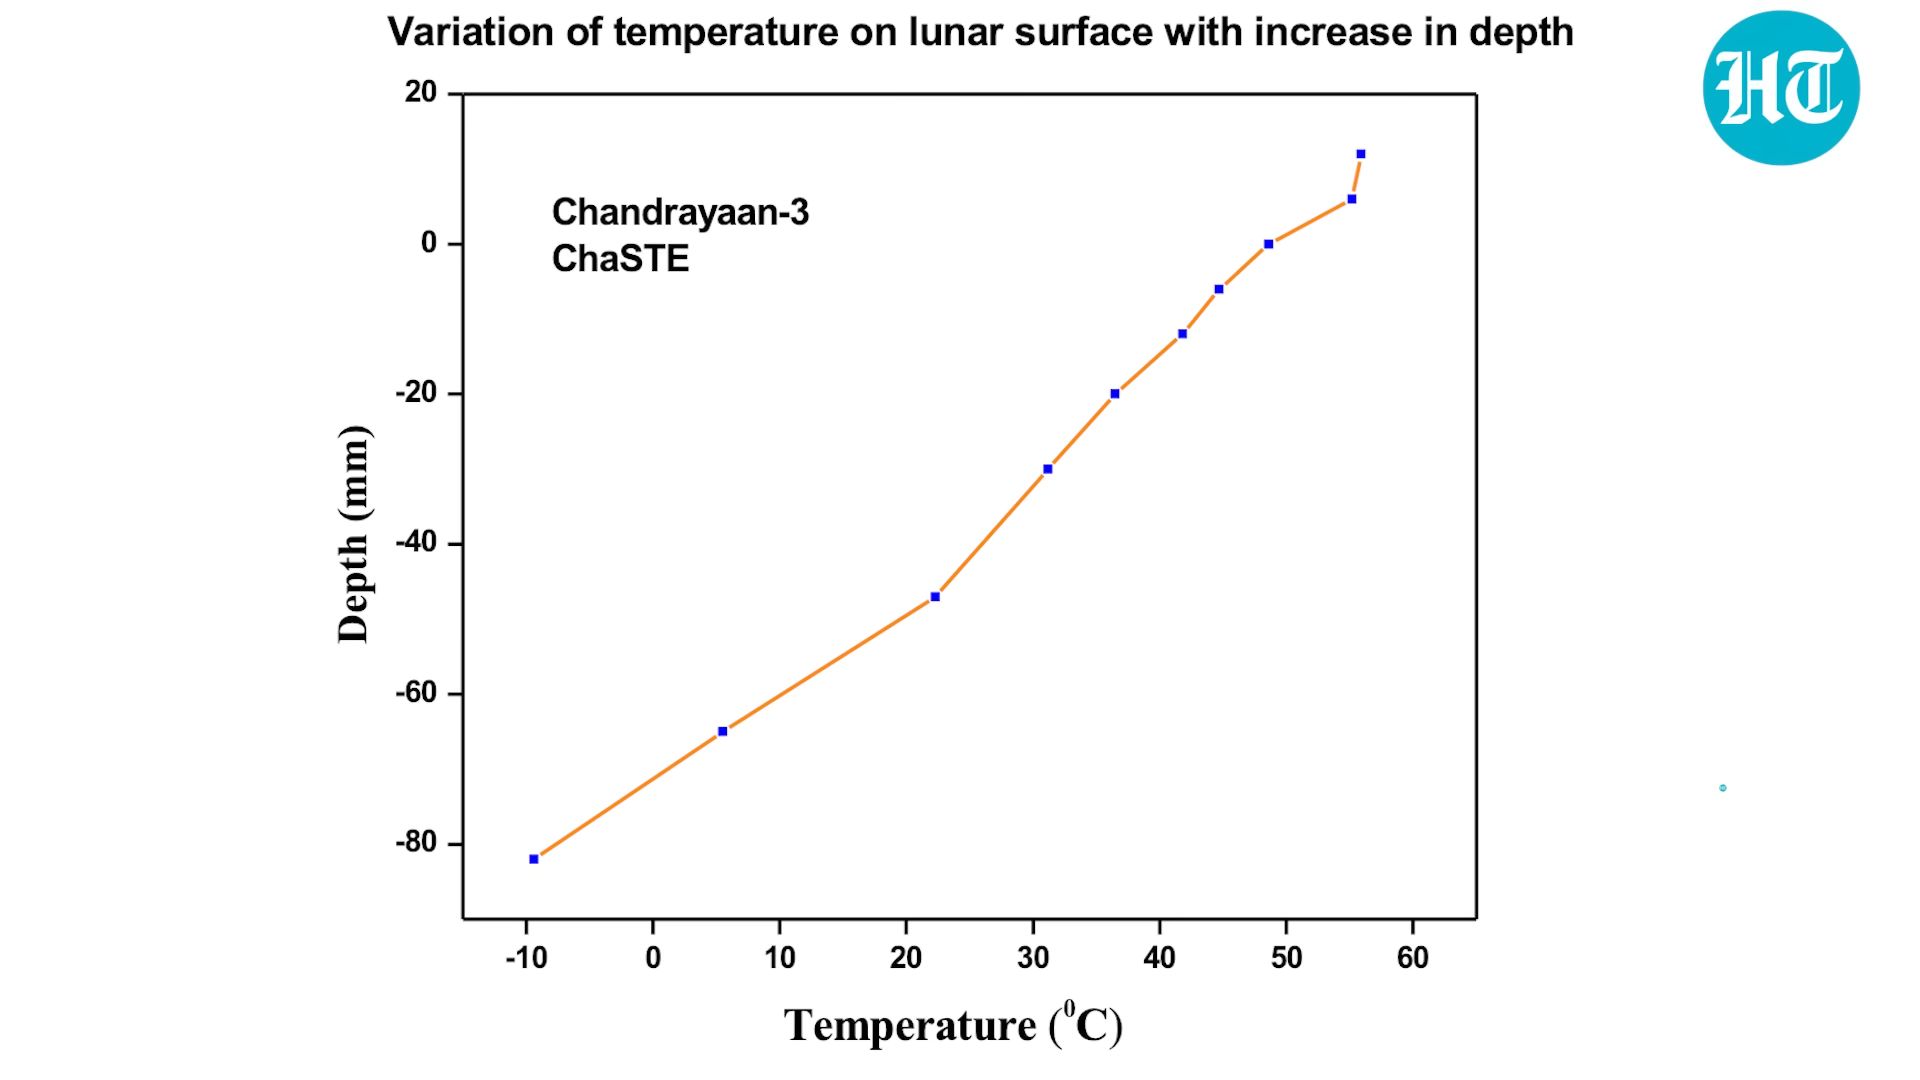 Variation of temperature on lunar surface with increase in depth
HT
20
Chandrayaan-3
0
ChaSTE
-20
-40
-60
-80
Depth (mm)
-10 0 10 20 30 40 50 60
Temperature (⁰C)